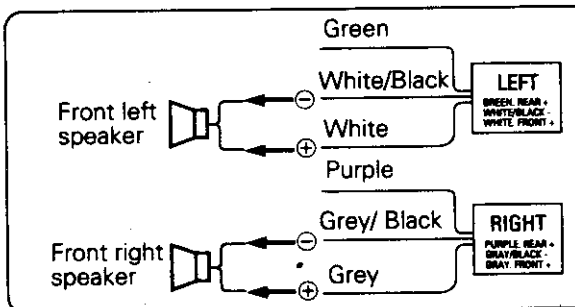 Green
White/Black
LEFT
GREEN. REAR +
WHITE/BLACK -
WHITE. FRONT +
Front left
speaker
−
White
+
Purple
Grey/ Black
RIGHT
PURPLE. REAR +
GRAY/BLACK -
GRAY. FRONT +
Front right
speaker
−
Grey
+